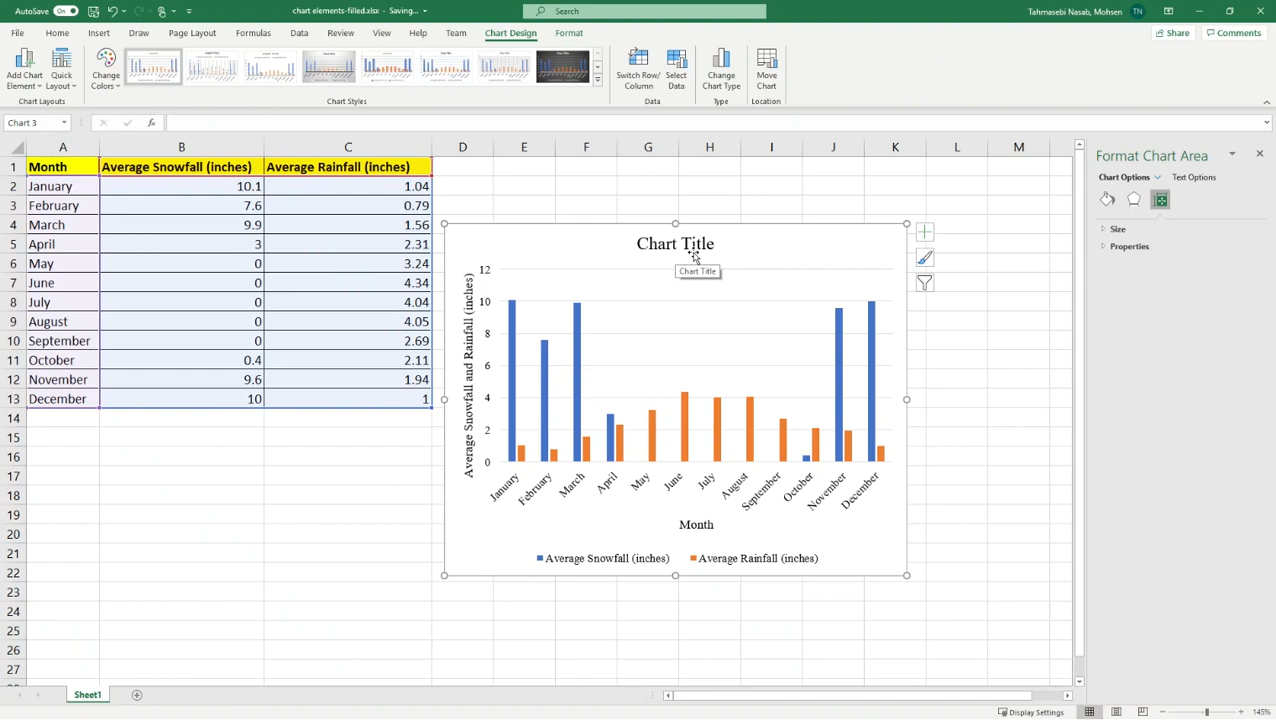 AutoSave On chart elements-filled.xlsx - Saving... Search Tahmasebi Nasab, Mohsen TN
File Home Insert Draw Page Layout Formulas Data Review View Help Team Chart Design Format Share Comments
Add Chart Element Quick Layout Change Colors Switch Row/ Column Select Data Change Chart Type Move Chart
Chart Layouts Chart Styles Data Type Location
Chart 3 fx
A B C D E F G H I J K L M
1 Month Average Snowfall (inches) Average Rainfall (inches)
2 January 10.1 1.04
3 February 7.6 0.79
4 March 9.9 1.56
5 April 3 2.31
6 May 0 3.24
7 June 0 4.34
8 July 0 4.04
9 August 0 4.05
10 September 0 2.69
11 October 0.4 2.11
12 November 9.6 1.94
13 December 10 1
14
15
16
17
18
19
20
21
22
23
24
25
26
27
Chart Title
Chart Title
Average Snowfall and Rainfall (inches)
12
10
8
6
4
2
0
January February March April May June July August September October November December
Month
Average Snowfall (inches) Average Rainfall (inches)
Format Chart Area
Chart Options Text Options
Size
Properties
Sheet1
Display Settings 145%